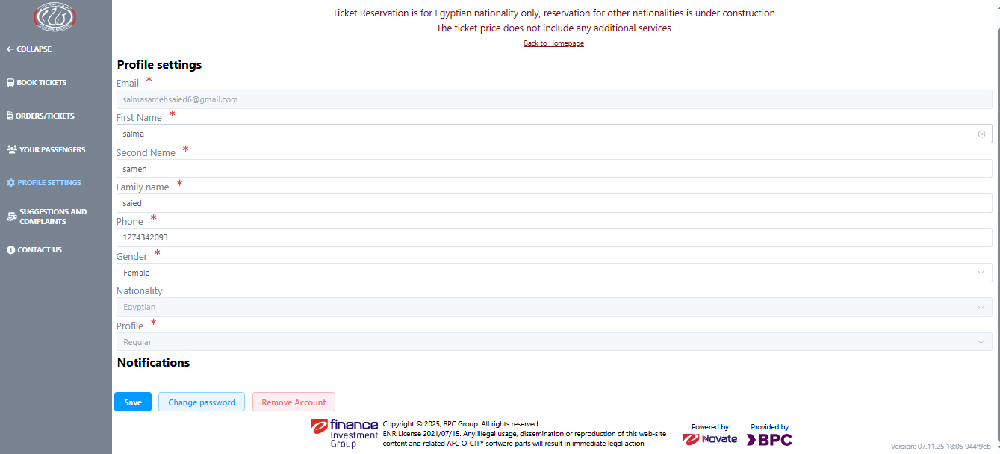 Ticket Reservation is for Egyptian nationality only, reservation for other nationalities is under construction
The ticket price does not include any additional services
Back to Homepage
COLLAPSE
BOOK TICKETS
ORDERS/TICKETS
YOUR PASSENGERS
PROFILE SETTINGS
SUGGESTIONS AND
COMPLAINTS
CONTACT US
Profile settings
Email *
salmasamehsaied6@gmail.com
First Name *
salma
Second Name *
sameh
Family name *
saied
Phone *
1274342093
Gender *
Female
Nationality
Egyptian
Profile *
Regular
Notifications
Save
Change password
Remove Account
finance
Investment
Group
Copyright © 2025, BPC Group. All rights reserved.
ENR License 2021/07/15. Any illegal usage, dissemination or reproduction of this web-site
content and related AFC O-CITY software parts will result in immediate legal action
Powered by
Novate
Provided by
BPC
Version: 07.11.25 18:05 944f9eb